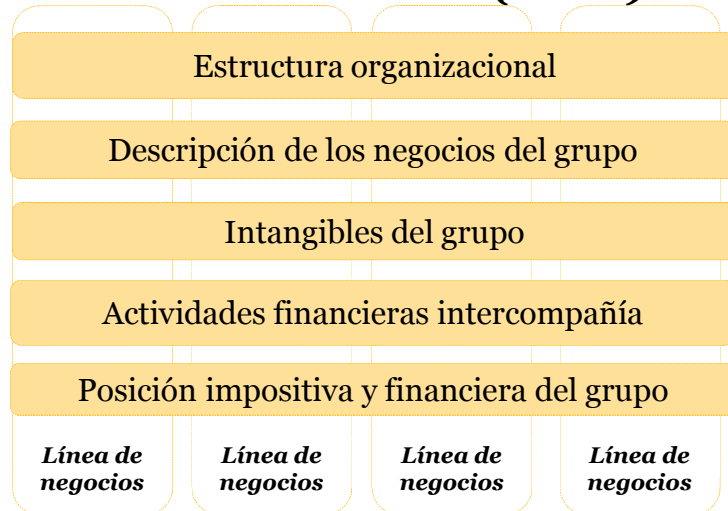 Estructura organizacional
Descripción de los negocios del grupo
Intangibles del grupo
Actividades financieras intercompañía
Posición impositiva y financiera del grupo
Línea de negocios
Línea de negocios
Línea de negocios
Línea de negocios